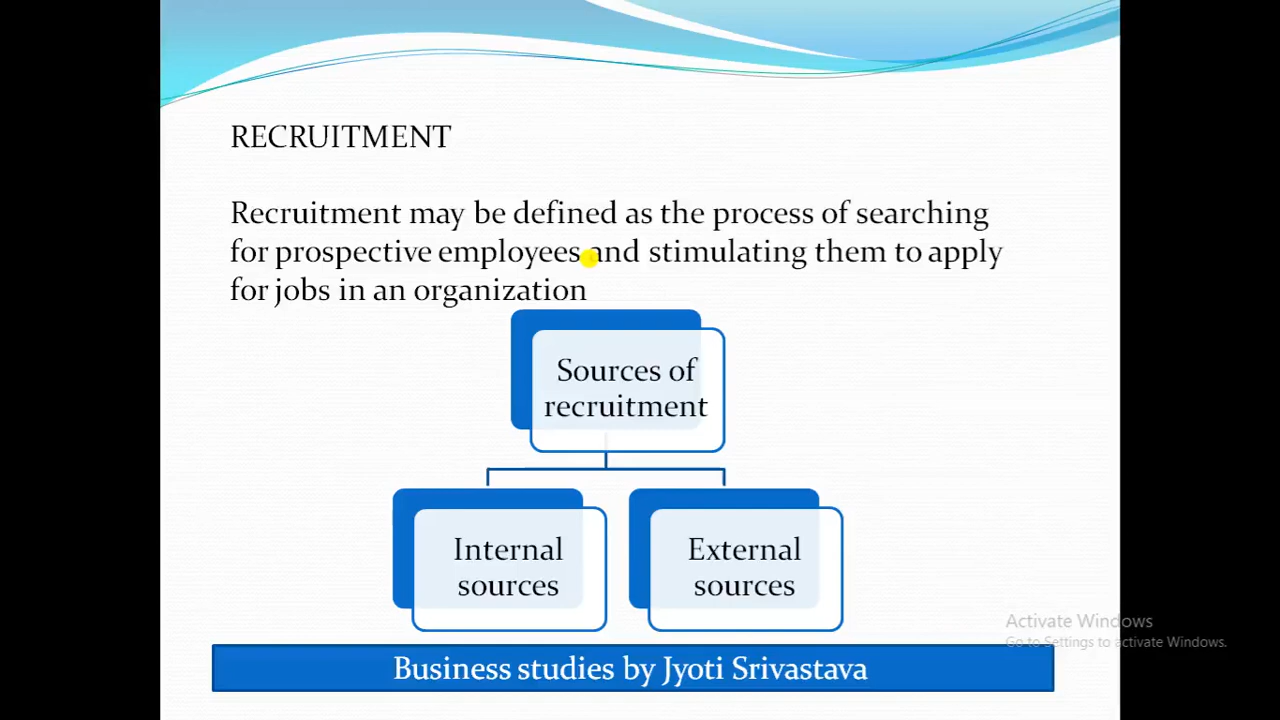 RECRUITMENT
Recruitment may be defined as the process of searching
for prospective employees and stimulating them to apply
for jobs in an organization
Sources of
recruitment
Internal
sources
External
sources
Activate Windows
Go to Settings to activate Windows.
Business studies by Jyoti Srivastava